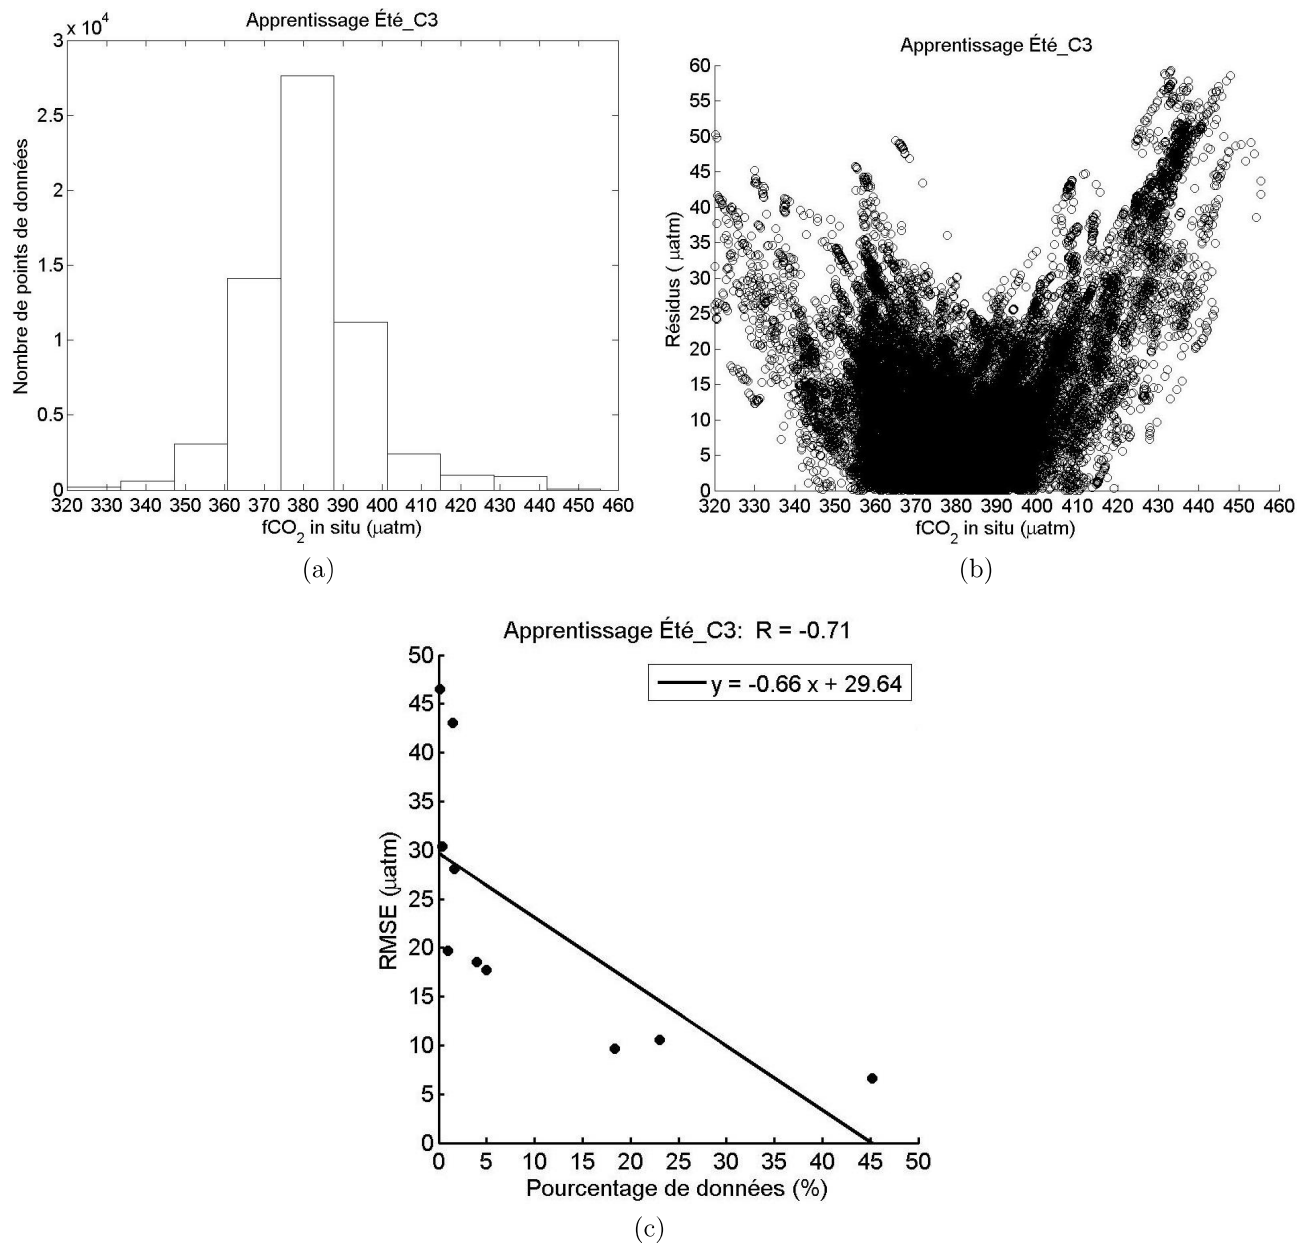 Apprentissage Été_C3
x 10^4
3
2.5
2
1.5
1
0.5
0
Nombre de points de données
320 330 340 350 360 370 380 390 400 410 420 430 440 450 460
fCO_2 in situ (μatm)
(a)
Apprentissage Été_C3
60
55
50
45
40
35
30
25
20
15
10
5
0
Résidus ( μatm)
320 330 340 350 360 370 380 390 400 410 420 430 440 450 460
fCO_2 in situ (μatm)
(b)
Apprentissage Été_C3: R = -0.71
y = -0.66 x + 29.64
50
45
40
35
30
25
20
15
10
5
0
RMSE (μatm)
0 5 10 15 20 25 30 35 40 45 50
Pourcentage de données (%)
(c)